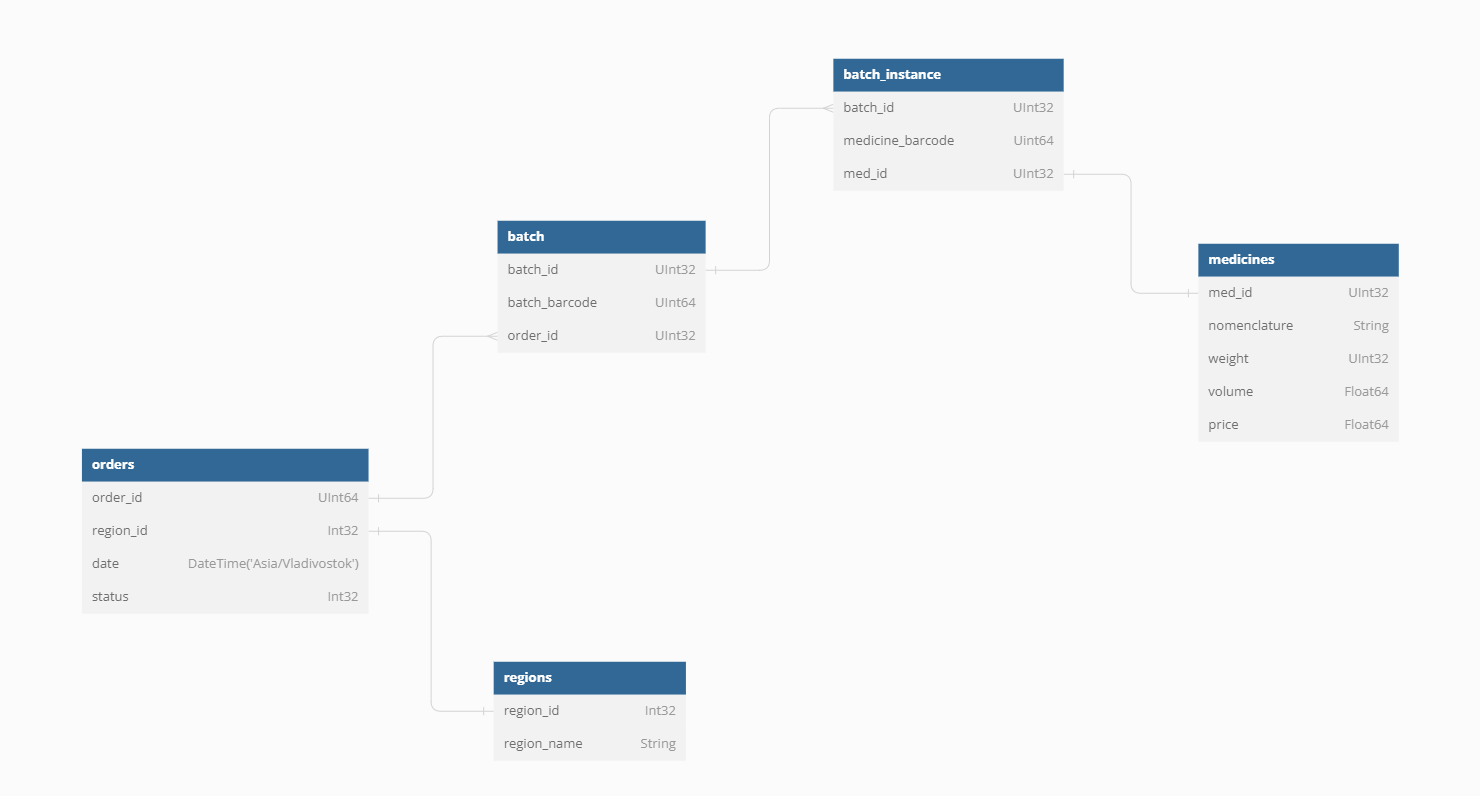 batch_instance
batch_id UInt32
medicine_barcode Uint64
med_id UInt32
batch
batch_id UInt32
batch_barcode UInt64
order_id UInt32
medicines
med_id UInt32
nomenclature String
weight UInt32
volume Float64
price Float64
orders
order_id UInt64
region_id Int32
date DateTime('Asia/Vladivostok')
status Int32
regions
region_id Int32
region_name String